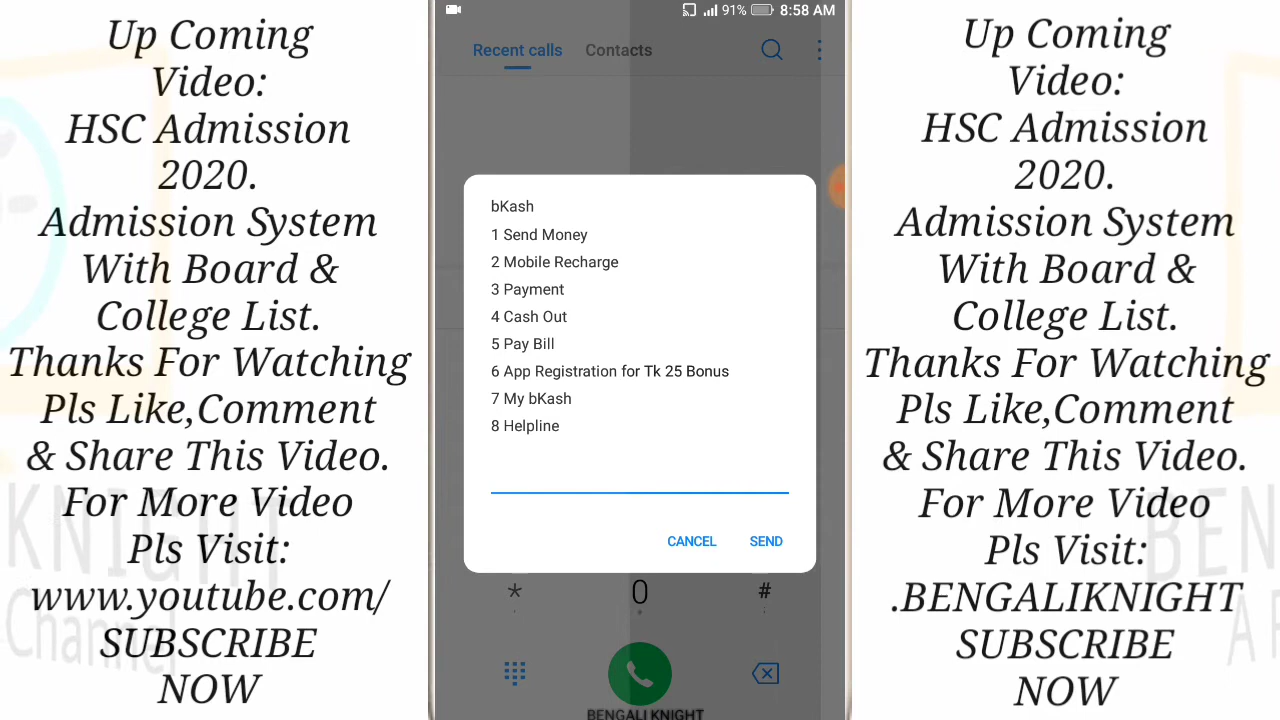 Up Coming
Video:
HSC Admission
2020.
Admission System
With Board &
College List.
Thanks For Watching
Pls Like,Comment
& Share This Video.
For More Video
Pls Visit:
www.youtube.com/
SUBSCRIBE
NOW
KNIGHT
Channel
91% 8:58 AM
Recent calls Contacts
bKash
1 Send Money
2 Mobile Recharge
3 Payment
4 Cash Out
5 Pay Bill
6 App Registration for Tk 25 Bonus
7 My bKash
8 Helpline
CANCEL SEND
* 0 #
BENGALI KNIGHT
Up Coming
Video:
HSC Admission
2020.
Admission System
With Board &
College List.
Thanks For Watching
Pls Like,Comment
& Share This Video.
For More Video
Pls Visit:
.BENGALIKNIGHT
SUBSCRIBE
NOW
BEN